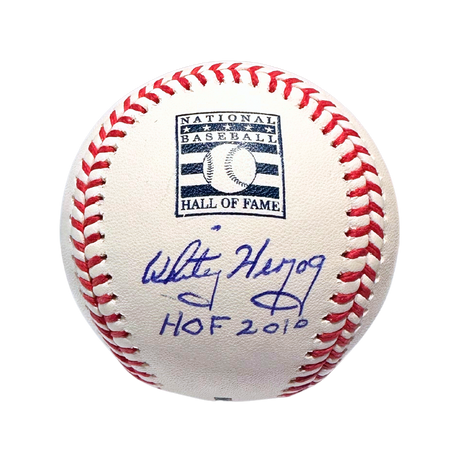 NATIONAL
BASEBALL
HALL OF FAME
Whitey Herzog
HOF 2010